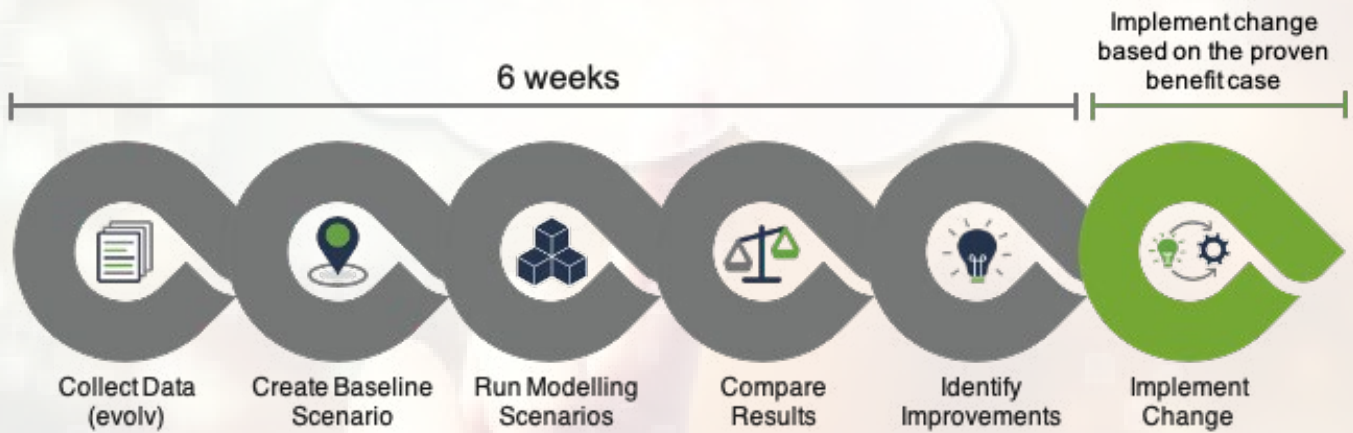 Implement change
based on the proven
benefit case
6 weeks
Collect Data
(evolv)
Create Baseline
Scenario
Run Modelling
Scenarios
Compare
Results
Identify
Improvements
Implement
Change